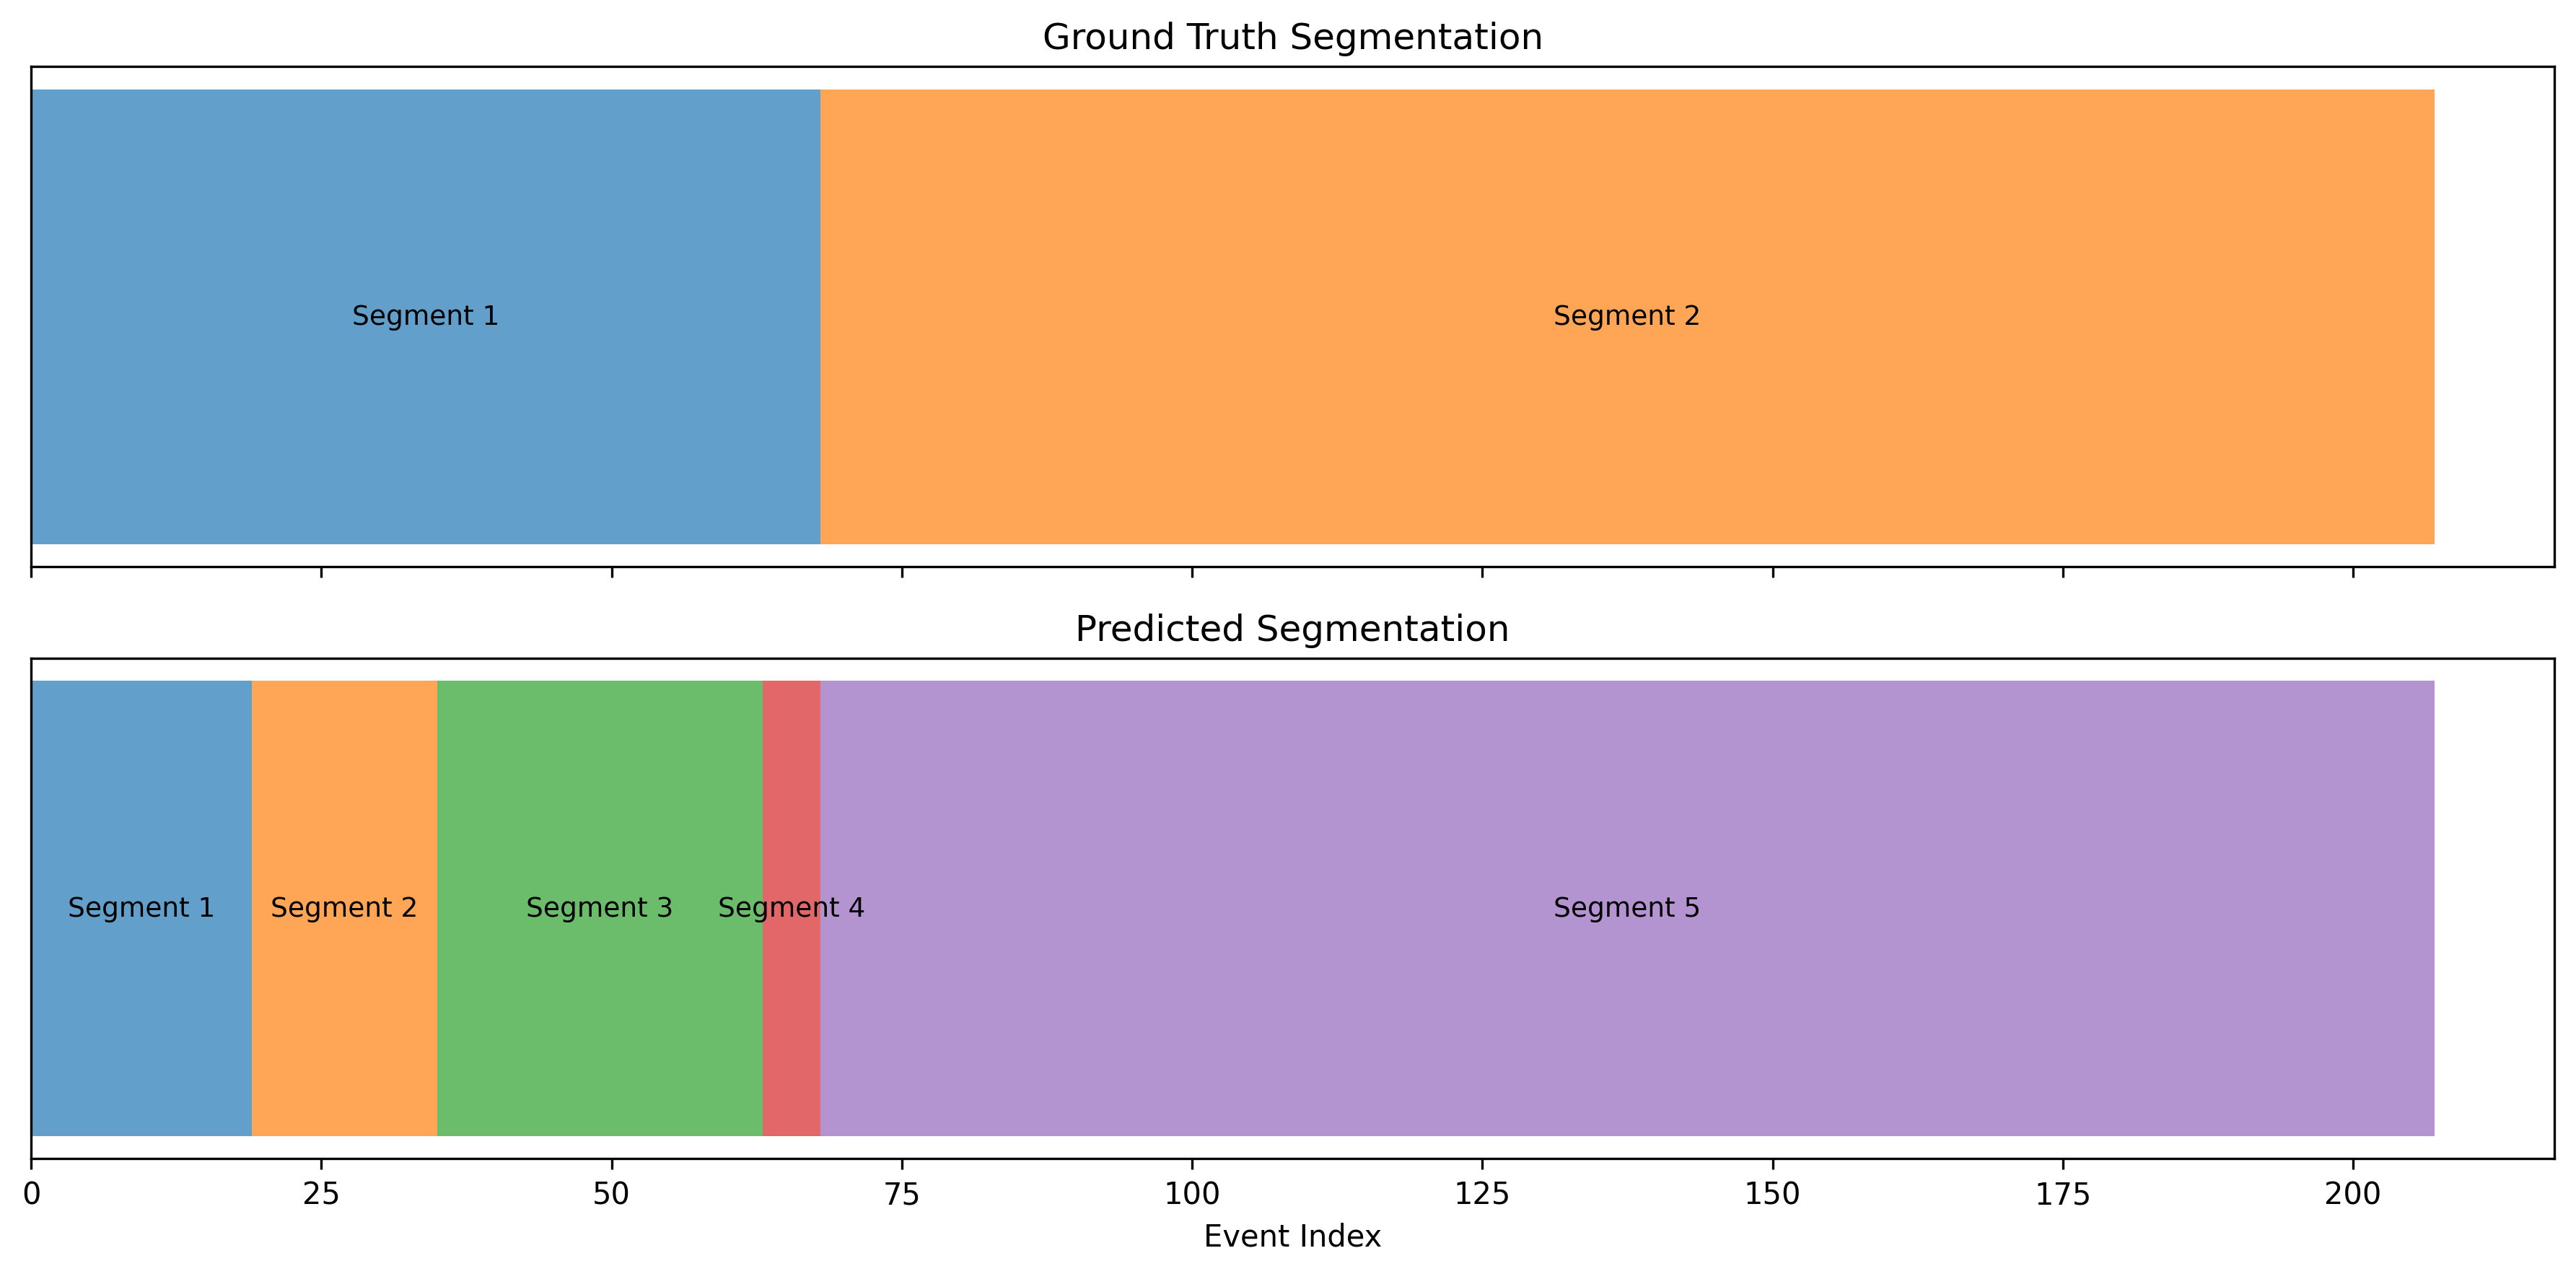 Ground Truth Segmentation
Segment 1 Segment 2
Predicted Segmentation
Segment 1 Segment 2 Segment 3 Segment 4 Segment 5
0 25 50 75 100 125 150 175 200
Event Index